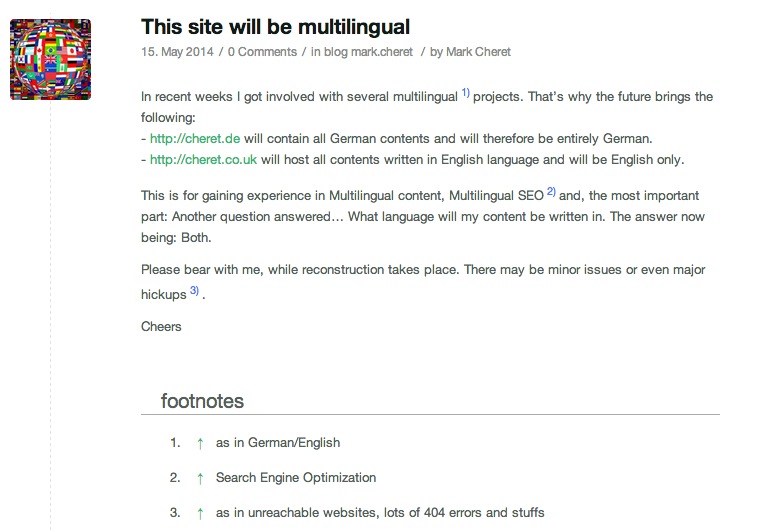 This site will be multilingual
15. May 2014 / 0 Comments / in blog mark.cheret / by Mark Cheret
In recent weeks I got involved with several multilingual 1) projects. That's why the future brings the
following:
- http://cheret.de will contain all German contents and will therefore be entirely German.
- http://cheret.co.uk will host all contents written in English language and will be English only.
This is for gaining experience in Multilingual content, Multilingual SEO 2) and, the most important
part: Another question answered… What language will my content be written in. The answer now
being: Both.
Please bear with me, while reconstruction takes place. There may be minor issues or even major
hickups 3) .
Cheers
footnotes
1. ↑ as in German/English
2. ↑ Search Engine Optimization
3. ↑ as in unreachable websites, lots of 404 errors and stuffs